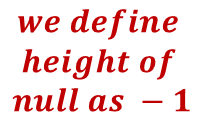 we define
height of
null as − 1